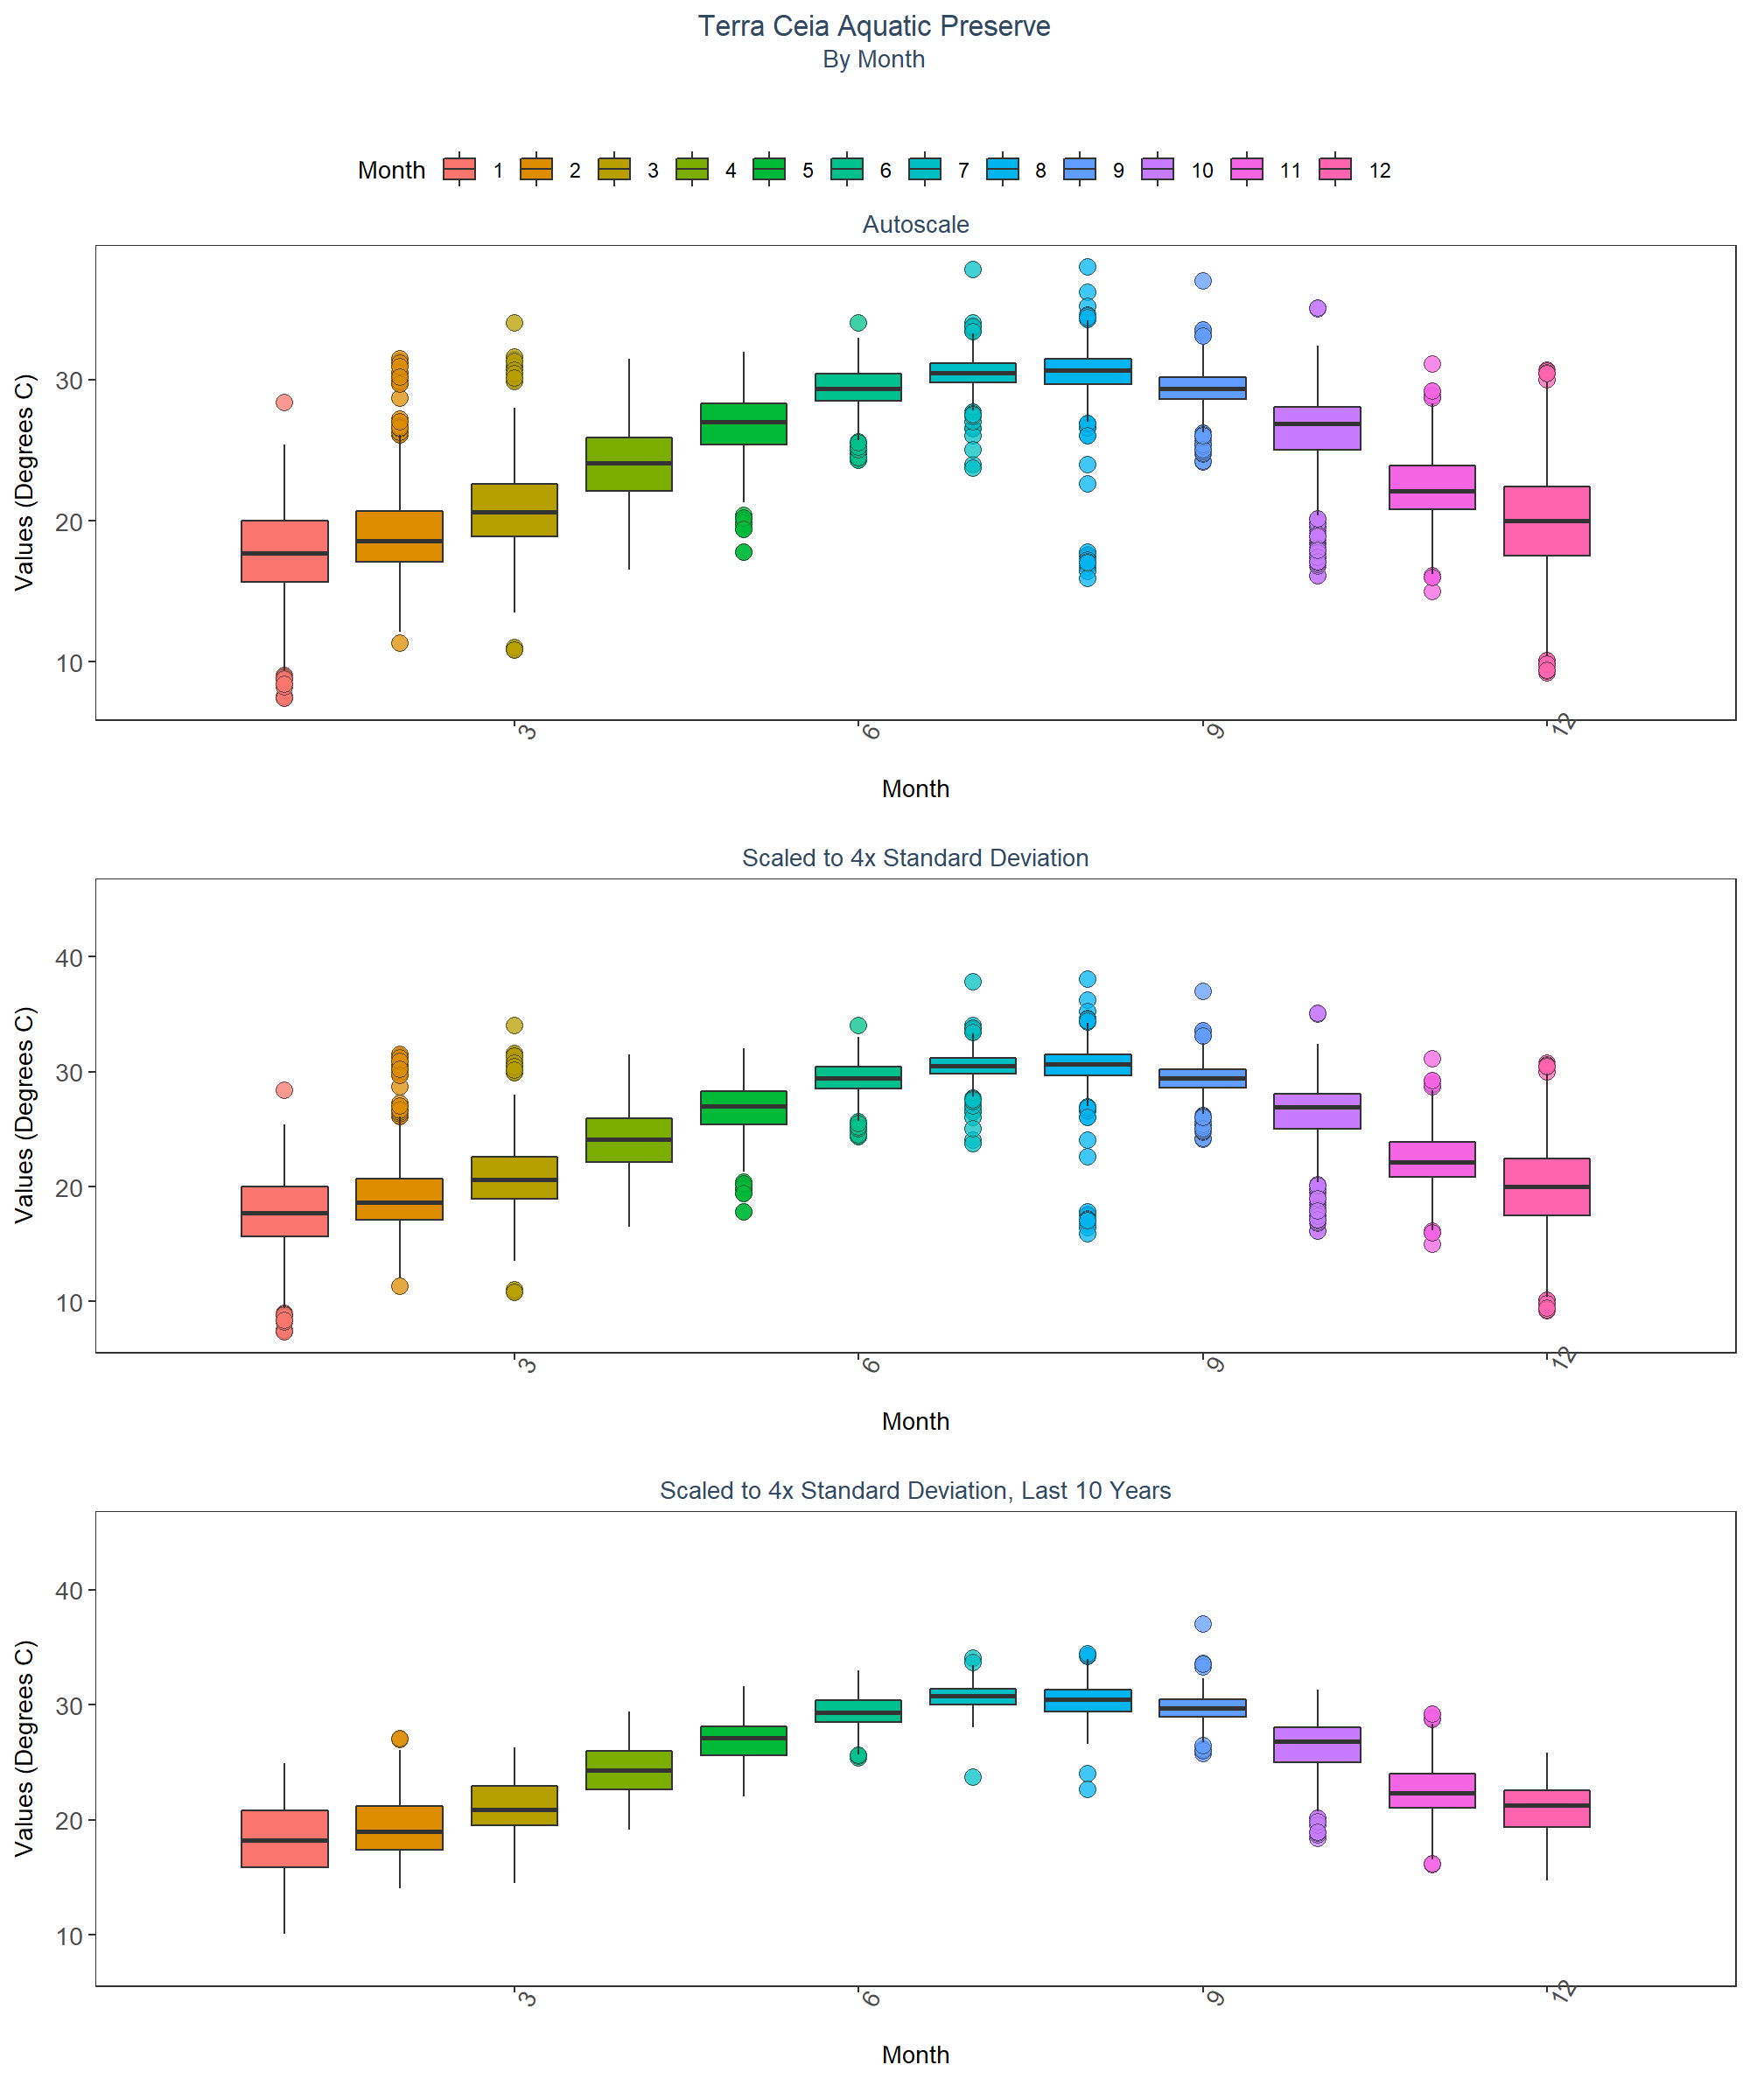 Terra Ceia Aquatic Preserve
By Month
Month 1 2 3 4 5 6 7 8 9 10 11 12
Autoscale
Values (Degrees C)
30
20
10
3 6 9 12
Month
Scaled to 4x Standard Deviation
Values (Degrees C)
40
30
20
10
3 6 9 12
Month
Scaled to 4x Standard Deviation, Last 10 Years
Values (Degrees C)
40
30
20
10
3 6 9 12
Month